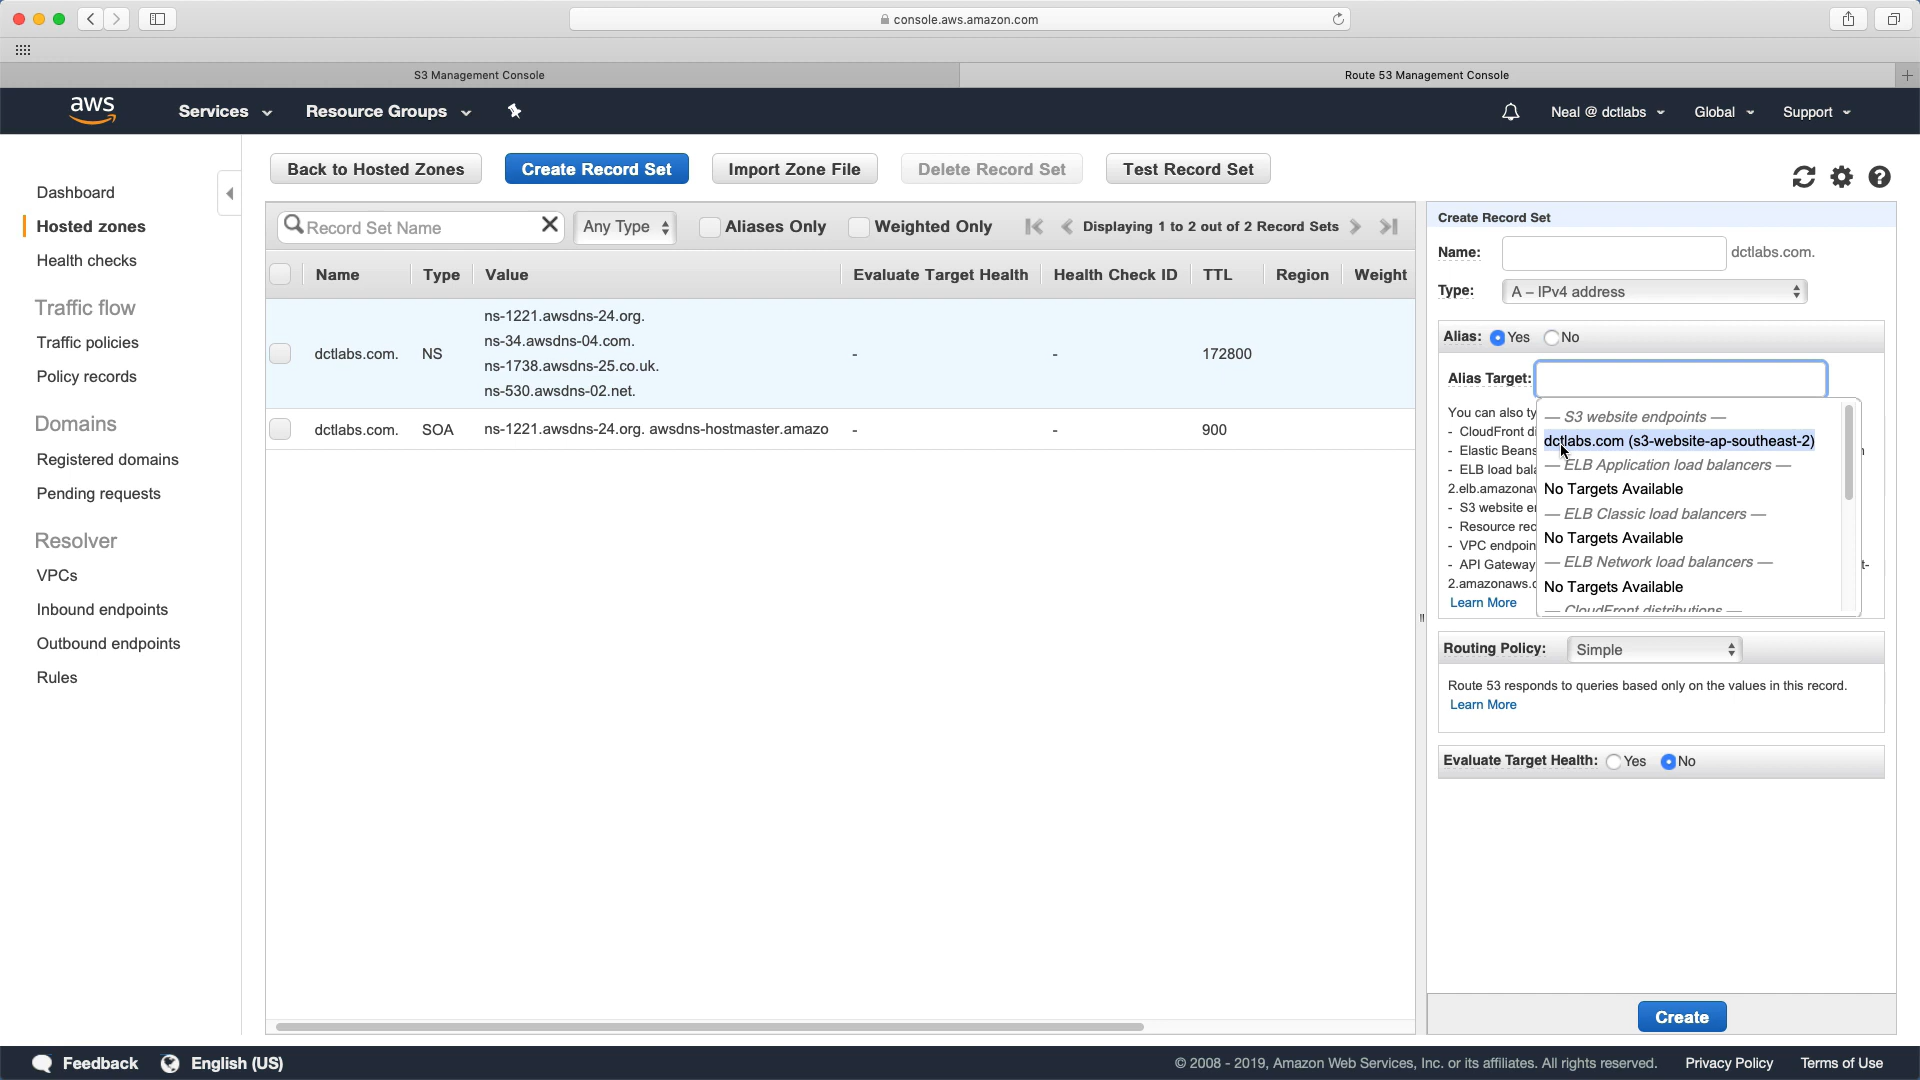 console.aws.amazon.com
S3 Management Console
Route 53 Management Console
aws
Services
Resource Groups
Neal @ dctlabs
Global
Support
Dashboard
Hosted zones
Health checks
Traffic flow
Traffic policies
Policy records
Domains
Registered domains
Pending requests
Resolver
VPCs
Inbound endpoints
Outbound endpoints
Rules
Back to Hosted Zones
Create Record Set
Import Zone File
Delete Record Set
Test Record Set
Record Set Name
Any Type
Aliases Only
Weighted Only
Displaying 1 to 2 out of 2 Record Sets
Name Type Value Evaluate Target Health Health Check ID TTL Region Weight
ns-1221.awsdns-24.org.
ns-34.awsdns-04.com.
dctlabs.com. NS - - 172800
ns-1738.awsdns-25.co.uk.
ns-530.awsdns-02.net.
dctlabs.com. SOA ns-1221.awsdns-24.org. awsdns-hostmaster.amazo - - 900
Create Record Set
Name: dctlabs.com.
Type: A – IPv4 address
Alias: Yes No
Alias Target:
You can also ty
- CloudFront di
- Elastic Beans
- ELB load bala
2.elb.amazonav
- S3 website e
- Resource rec
- VPC endpoin
- API Gateway t-
2.amazonaws.c
Learn More
— S3 website endpoints —
dctlabs.com (s3-website-ap-southeast-2)
— ELB Application load balancers —
No Targets Available
— ELB Classic load balancers —
No Targets Available
— ELB Network load balancers —
No Targets Available
— CloudFront distributions —
Routing Policy: Simple
Route 53 responds to queries based only on the values in this record.
Learn More
Evaluate Target Health: Yes No
Create
Feedback
English (US)
© 2008 - 2019, Amazon Web Services, Inc. or its affiliates. All rights reserved.
Privacy Policy
Terms of Use